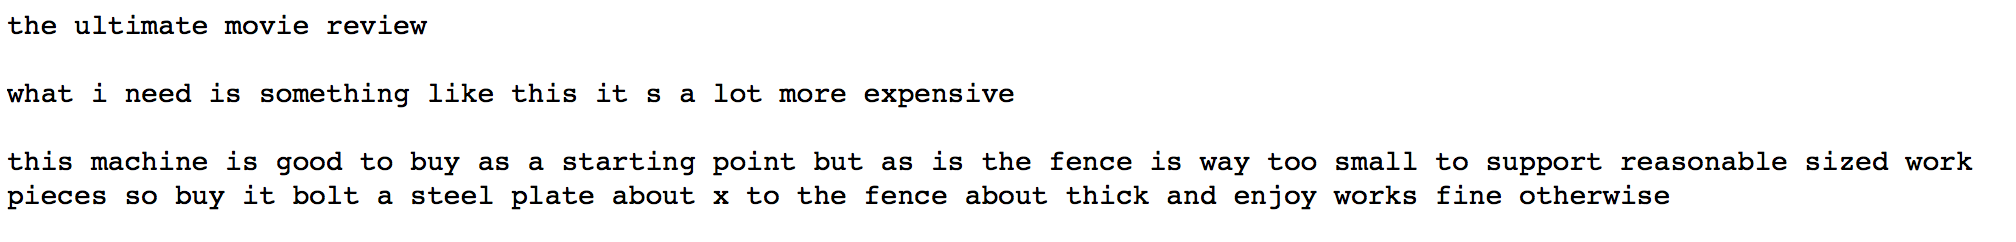 the ultimate movie review
what i need is something like this it s a lot more expensive
this machine is good to buy as a starting point but as is the fence is way too small to support reasonable sized work
pieces so buy it bolt a steel plate about x to the fence about thick and enjoy works fine otherwise